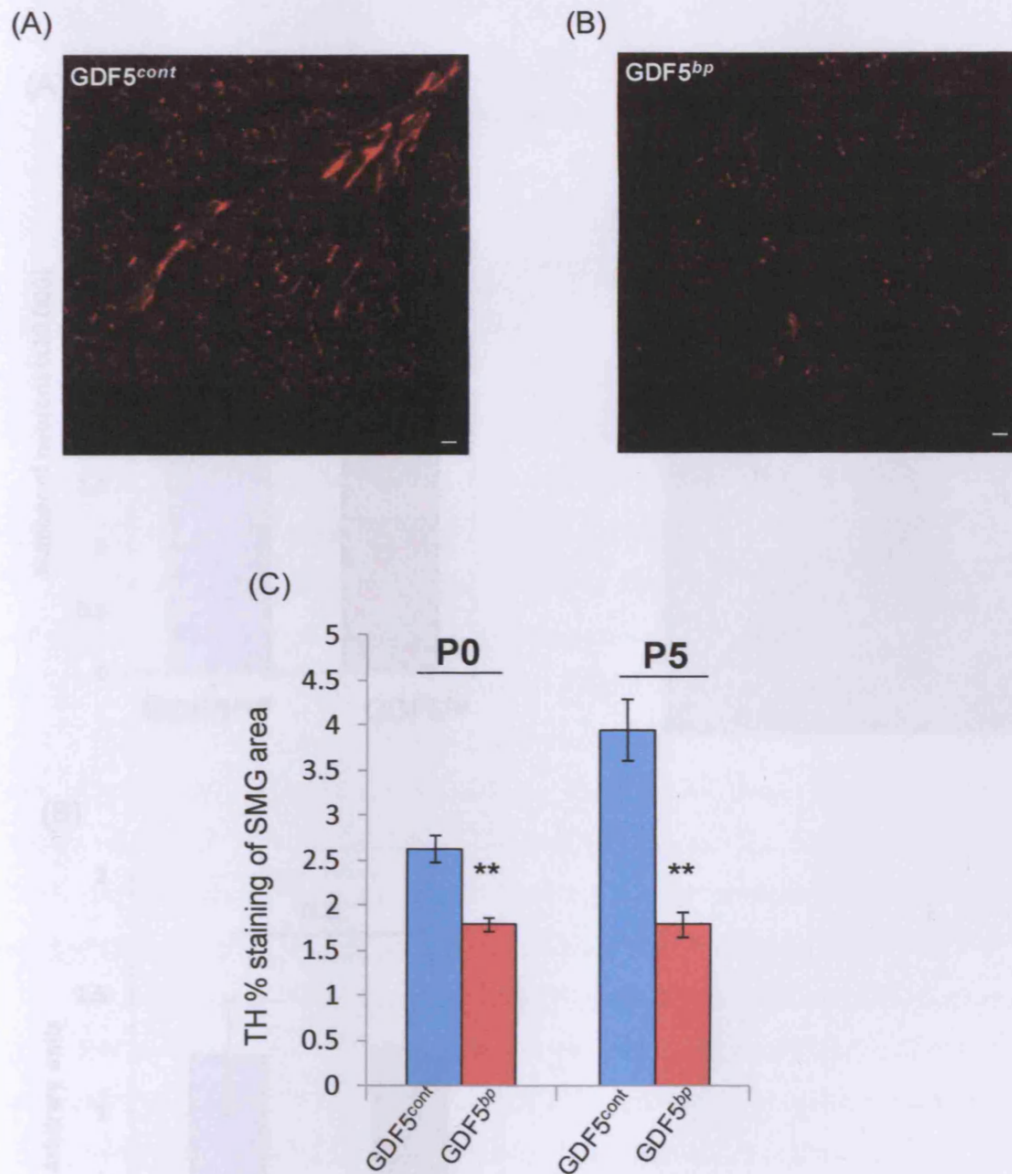 (A)
(B)
GDF5cont
GDF5bp
(C)
P0
P5
5
4.5
4
3.5
3
2.5
2
1.5
1
0.5
0
TH % staining of SMG area
**
**
GDF5cont
GDF5bp
GDF5cont
GDF5bp